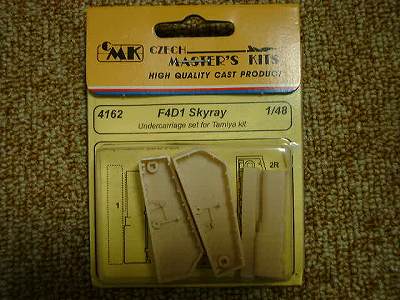 CMK
CZECH
MASTER'S KITS
HIGH QUALITY CAST PRODUCT
4162 F4D1 Skyray 1/48
Undercarriage set for Tamiya kit
1
2R